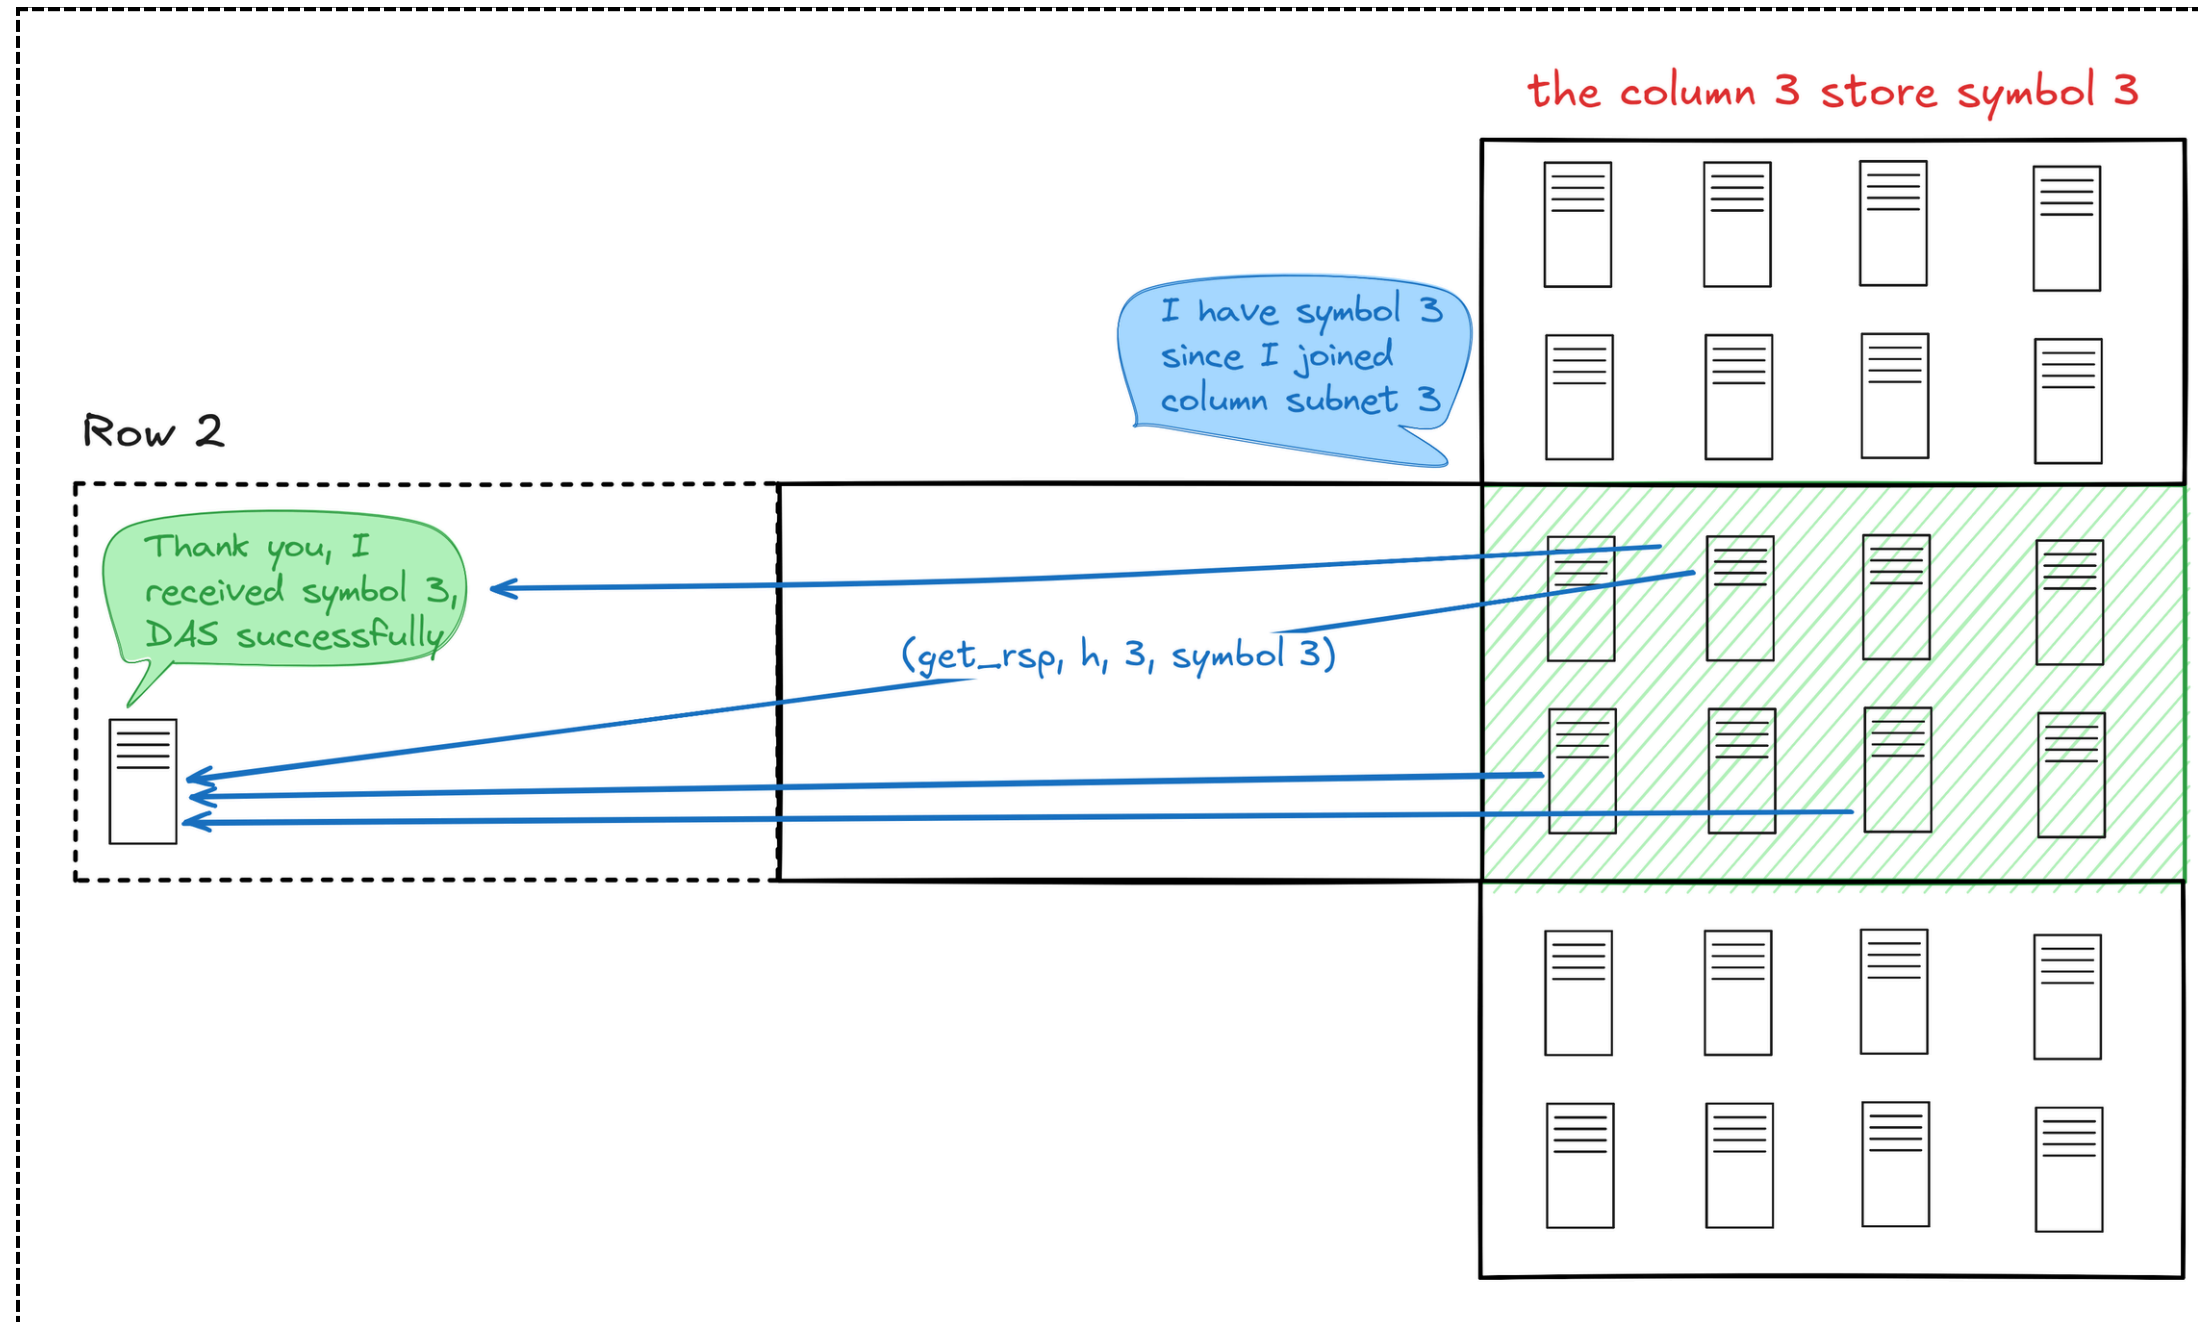 the column 3 store symbol 3
I have symbol 3
since I joined
column subnet 3
Row 2
Thank you, I
received symbol 3,
DAS successfully
(get_rsp, h, 3, symbol 3)